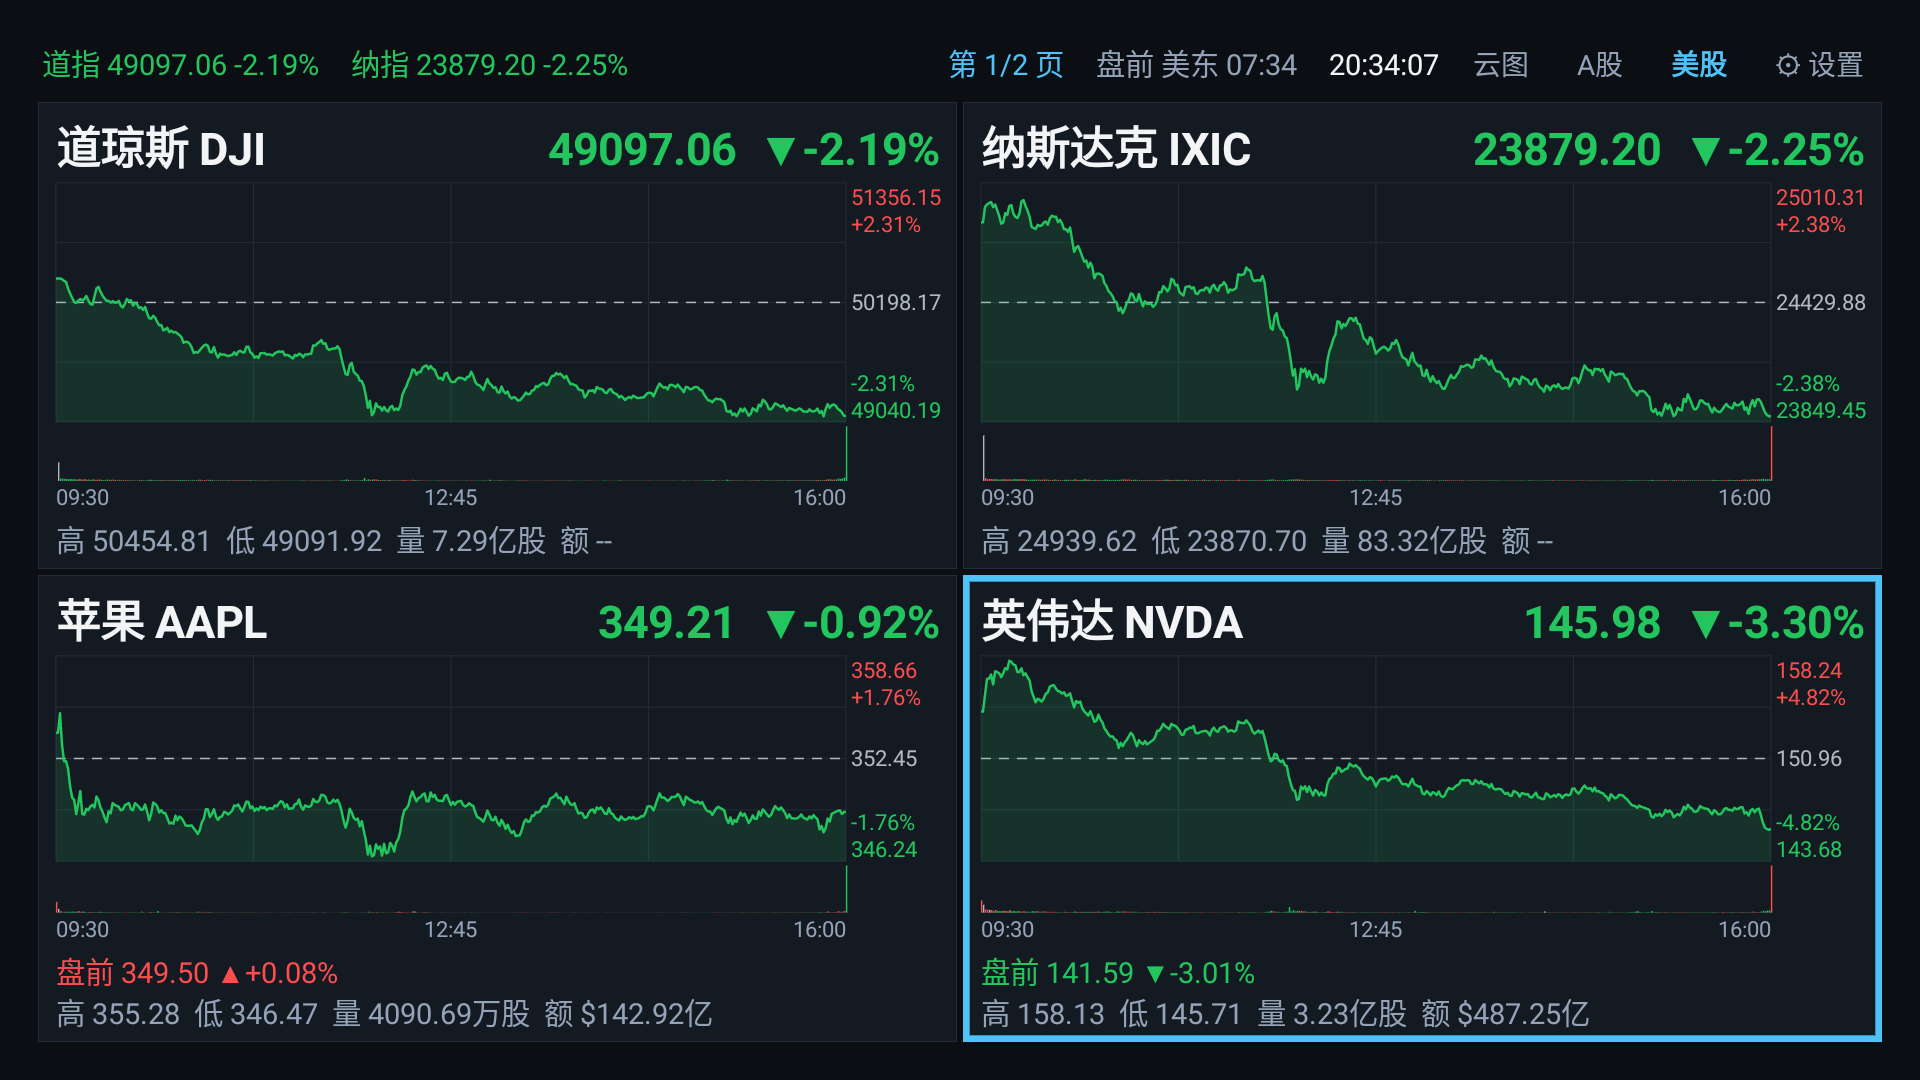 道指 49097.06 -2.19% 纳指 23879.20 -2.25% 第 1/2 页 盘前 美东 07:34 20:34:07 云图 A股 美股 设置
道琼斯 DJI 49097.06 ▼-2.19%
51356.15
+2.31%
50198.17
-2.31%
49040.19
09:30 12:45 16:00
高 50454.81 低 49091.92 量 7.29亿股 额 --
纳斯达克 IXIC 23879.20 ▼-2.25%
25010.31
+2.38%
24429.88
-2.38%
23849.45
09:30 12:45 16:00
高 24939.62 低 23870.70 量 83.32亿股 额 --
苹果 AAPL 349.21 ▼-0.92%
358.66
+1.76%
352.45
-1.76%
346.24
09:30 12:45 16:00
盘前 349.50 ▲+0.08%
高 355.28 低 346.47 量 4090.69万股 额 $142.92亿
英伟达 NVDA 145.98 ▼-3.30%
158.24
+4.82%
150.96
-4.82%
143.68
09:30 12:45 16:00
盘前 141.59 ▼-3.01%
高 158.13 低 145.71 量 3.23亿股 额 $487.25亿